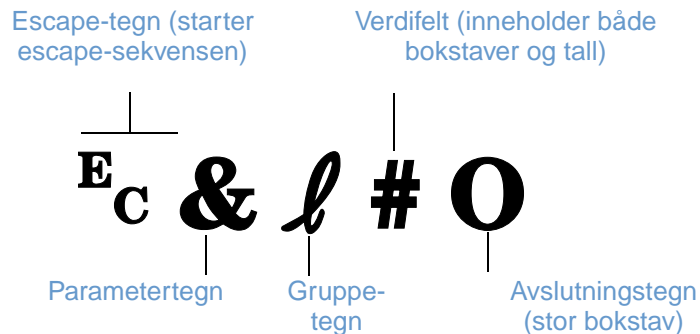 Escape-tegn (starter
escape-sekvensen)
Verdifelt (inneholder både
bokstaver og tall)
EC & ℓ # O
Parametertegn
Gruppe-
tegn
Avslutningstegn
(stor bokstav)